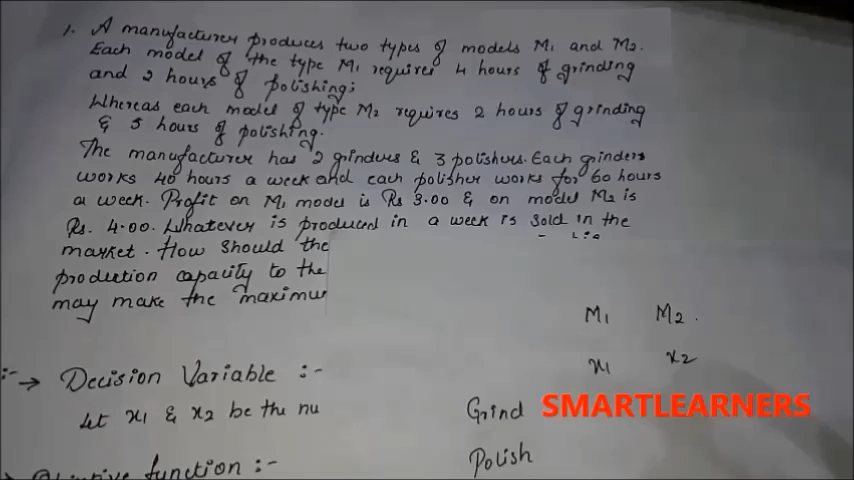 1. A manufacturer produces two types of models M1 and M2.
Each model of the type M1 requires 4 hours of grinding
and 2 hours of polishing;
Whereas each model of type M2 requires 2 hours of grinding
& 5 hours of polishing.
The manufacturer has 2 grinders & 3 polishers. Each grinders
works 40 hours a week and each polisher works for 60 hours
a week. Profit on M1 model is Rs 3.00 & on model M2 is
Rs. 4.00. Whatever is produced in a week is sold in the
market. How should the
production capacity to the
may make the
M1 M2.
x1 x2
:- → Decision Variable :-
Let x1 & x2 be the
Grind SMARTLEARNERS
Polish
function :-